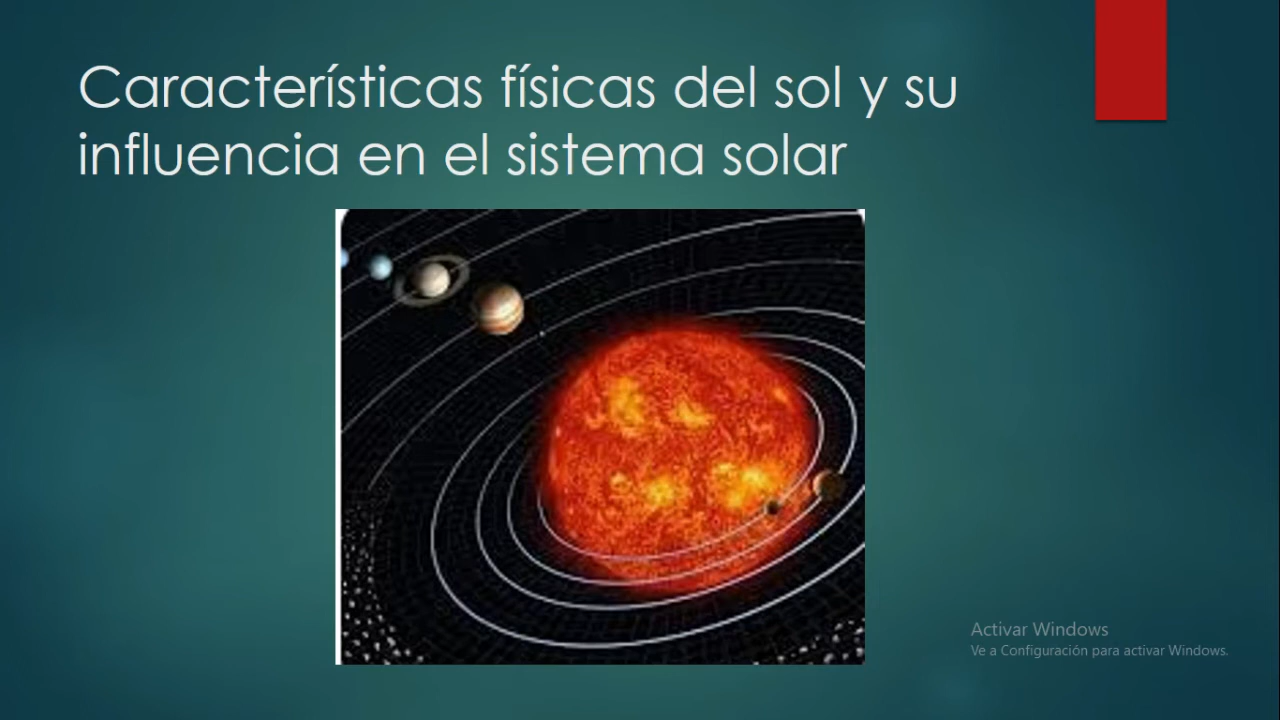 Características físicas del sol y su
influencia en el sistema solar
Activar Windows
Ve a Configuración para activar Windows.